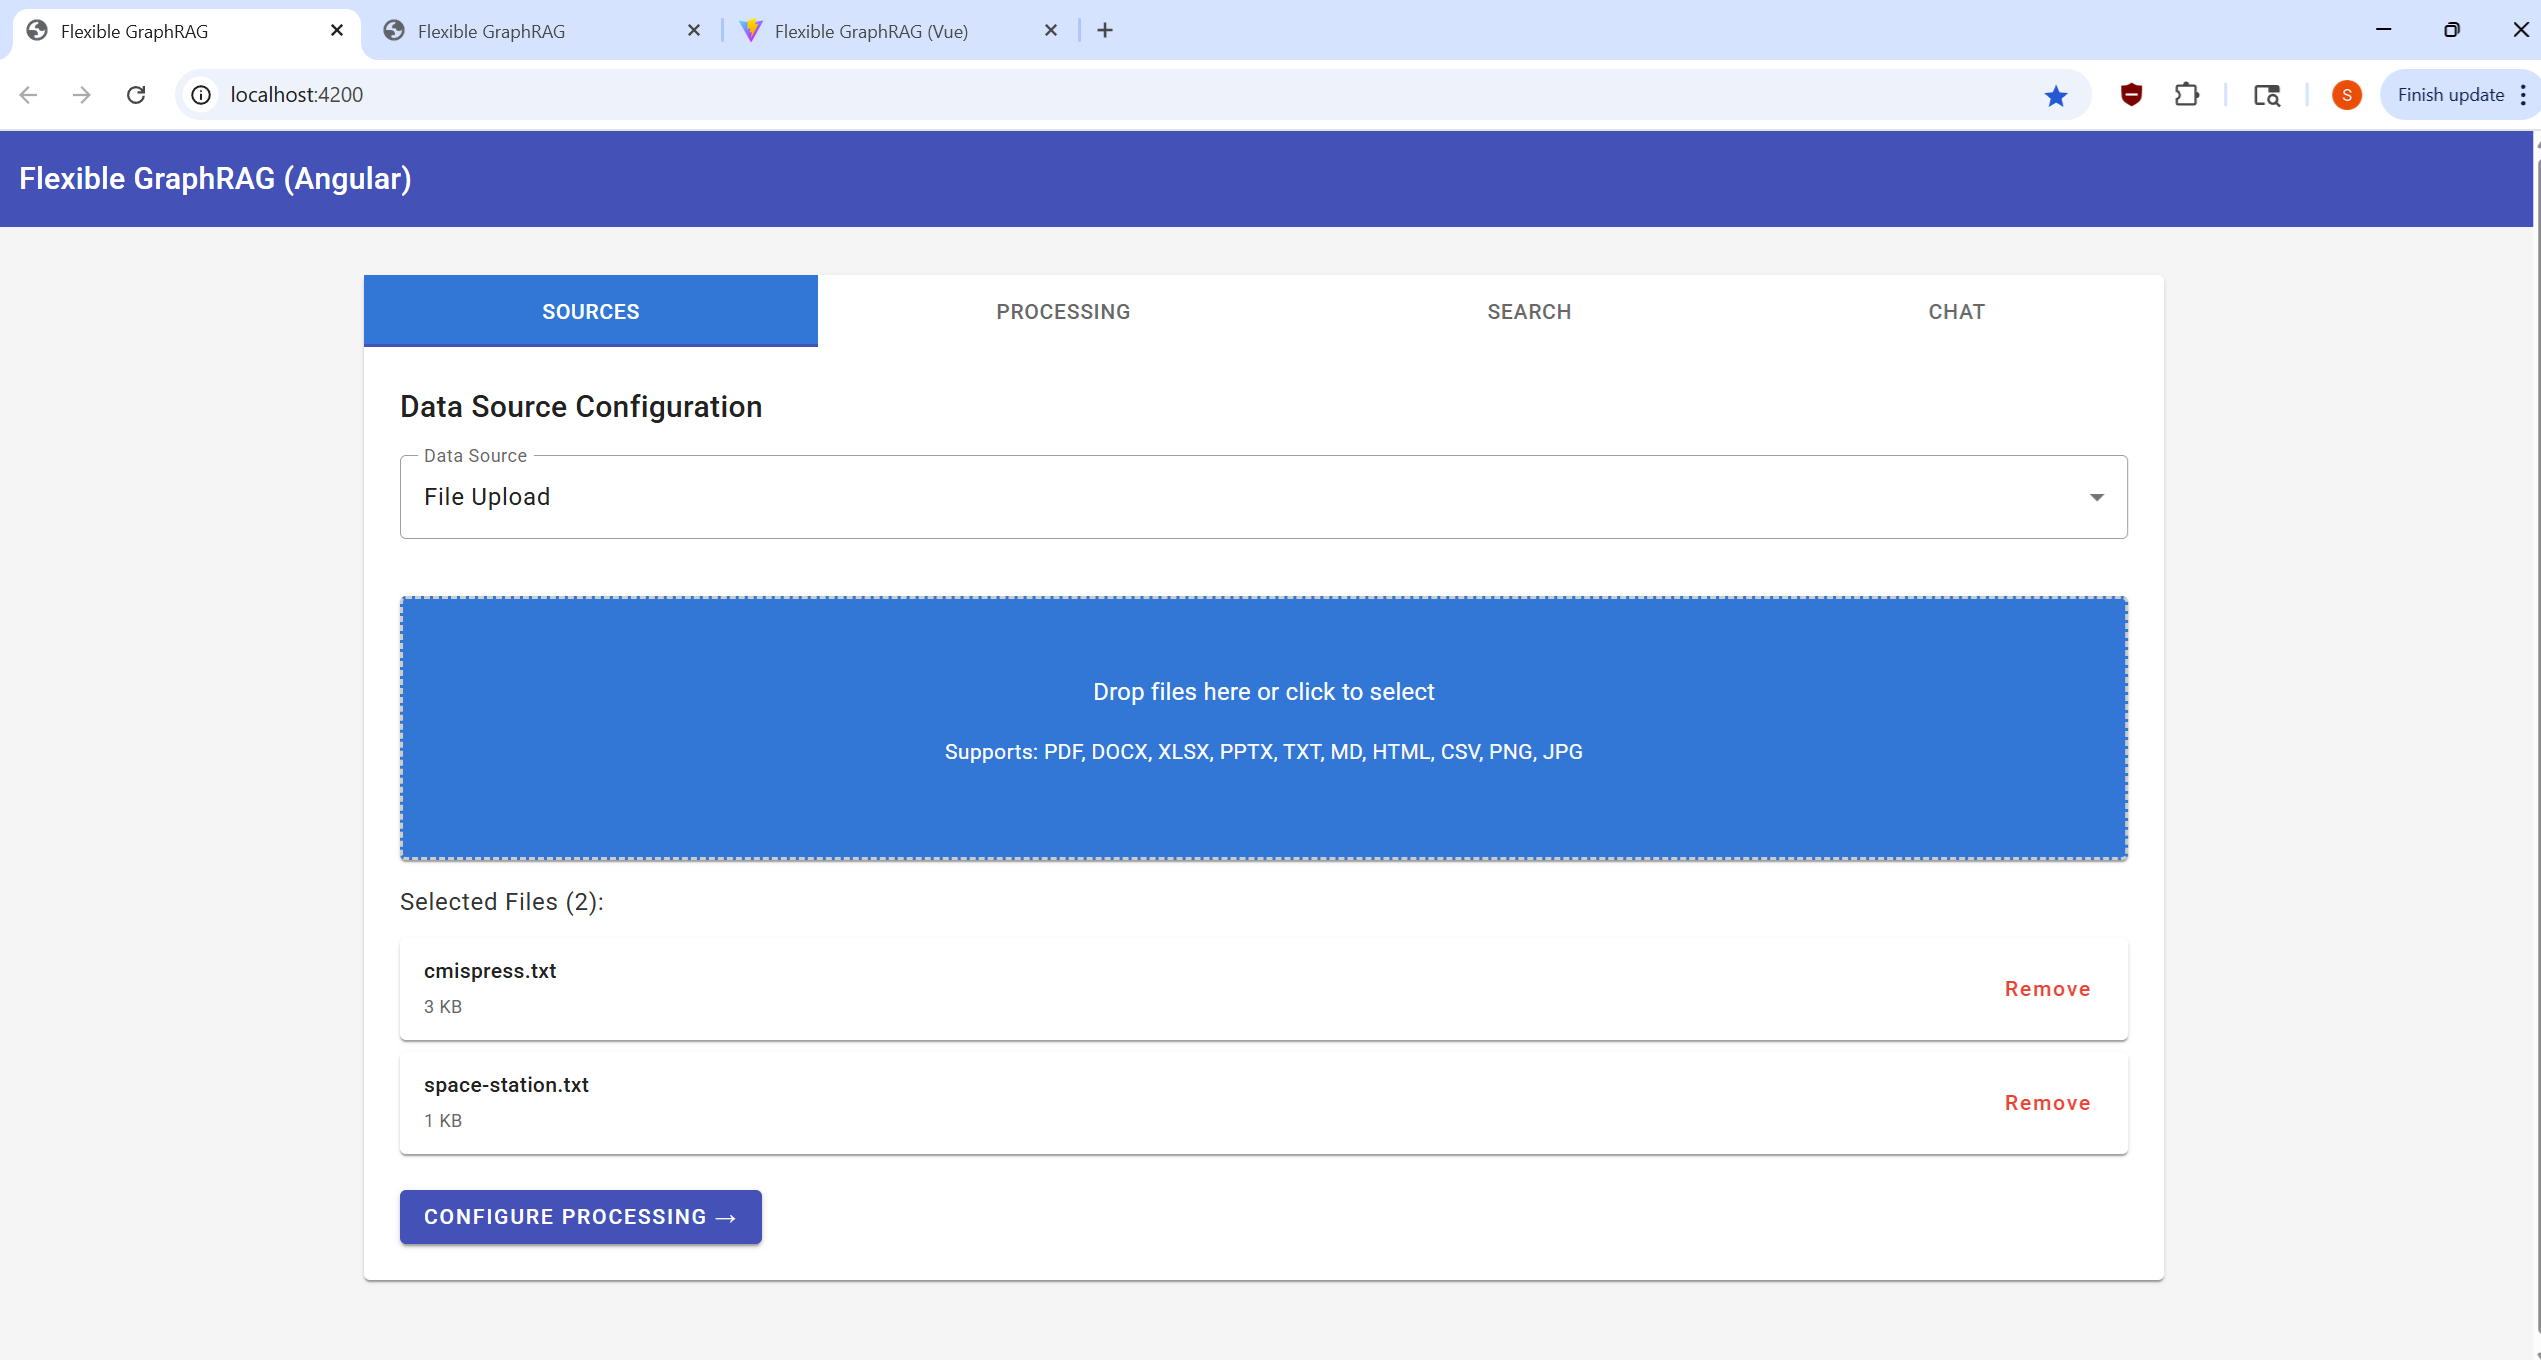 Flexible GraphRAG
Flexible GraphRAG
Flexible GraphRAG (Vue)
localhost:4200
S
Finish update
Flexible GraphRAG (Angular)
SOURCES
PROCESSING
SEARCH
CHAT
Data Source Configuration
Data Source
File Upload
Drop files here or click to select
Supports: PDF, DOCX, XLSX, PPTX, TXT, MD, HTML, CSV, PNG, JPG
Selected Files (2):
cmispress.txt
3 KB
Remove
space-station.txt
1 KB
Remove
CONFIGURE PROCESSING →